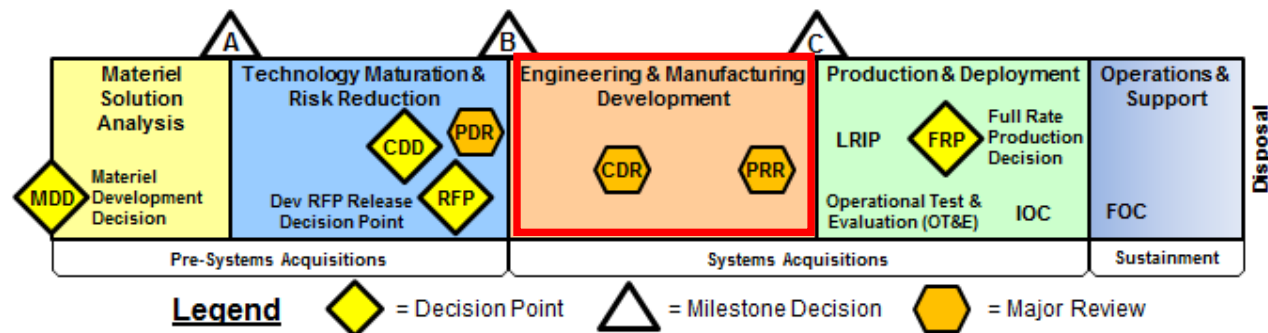 A
B
C
Materiel
Solution
Analysis
MDD
Materiel
Development
Decision
Technology Maturation &
Risk Reduction
CDD
PDR
Dev RFP Release
Decision Point
RFP
Engineering & Manufacturing
Development
CDR
PRR
Production & Deployment
LRIP
FRP
Full Rate
Production
Decision
Operational Test &
Evaluation (OT&E)
IOC
Operations &
Support
FOC
Disposal
Pre-Systems Acquisitions
Systems Acquisitions
Sustainment
Legend
= Decision Point
= Milestone Decision
= Major Review